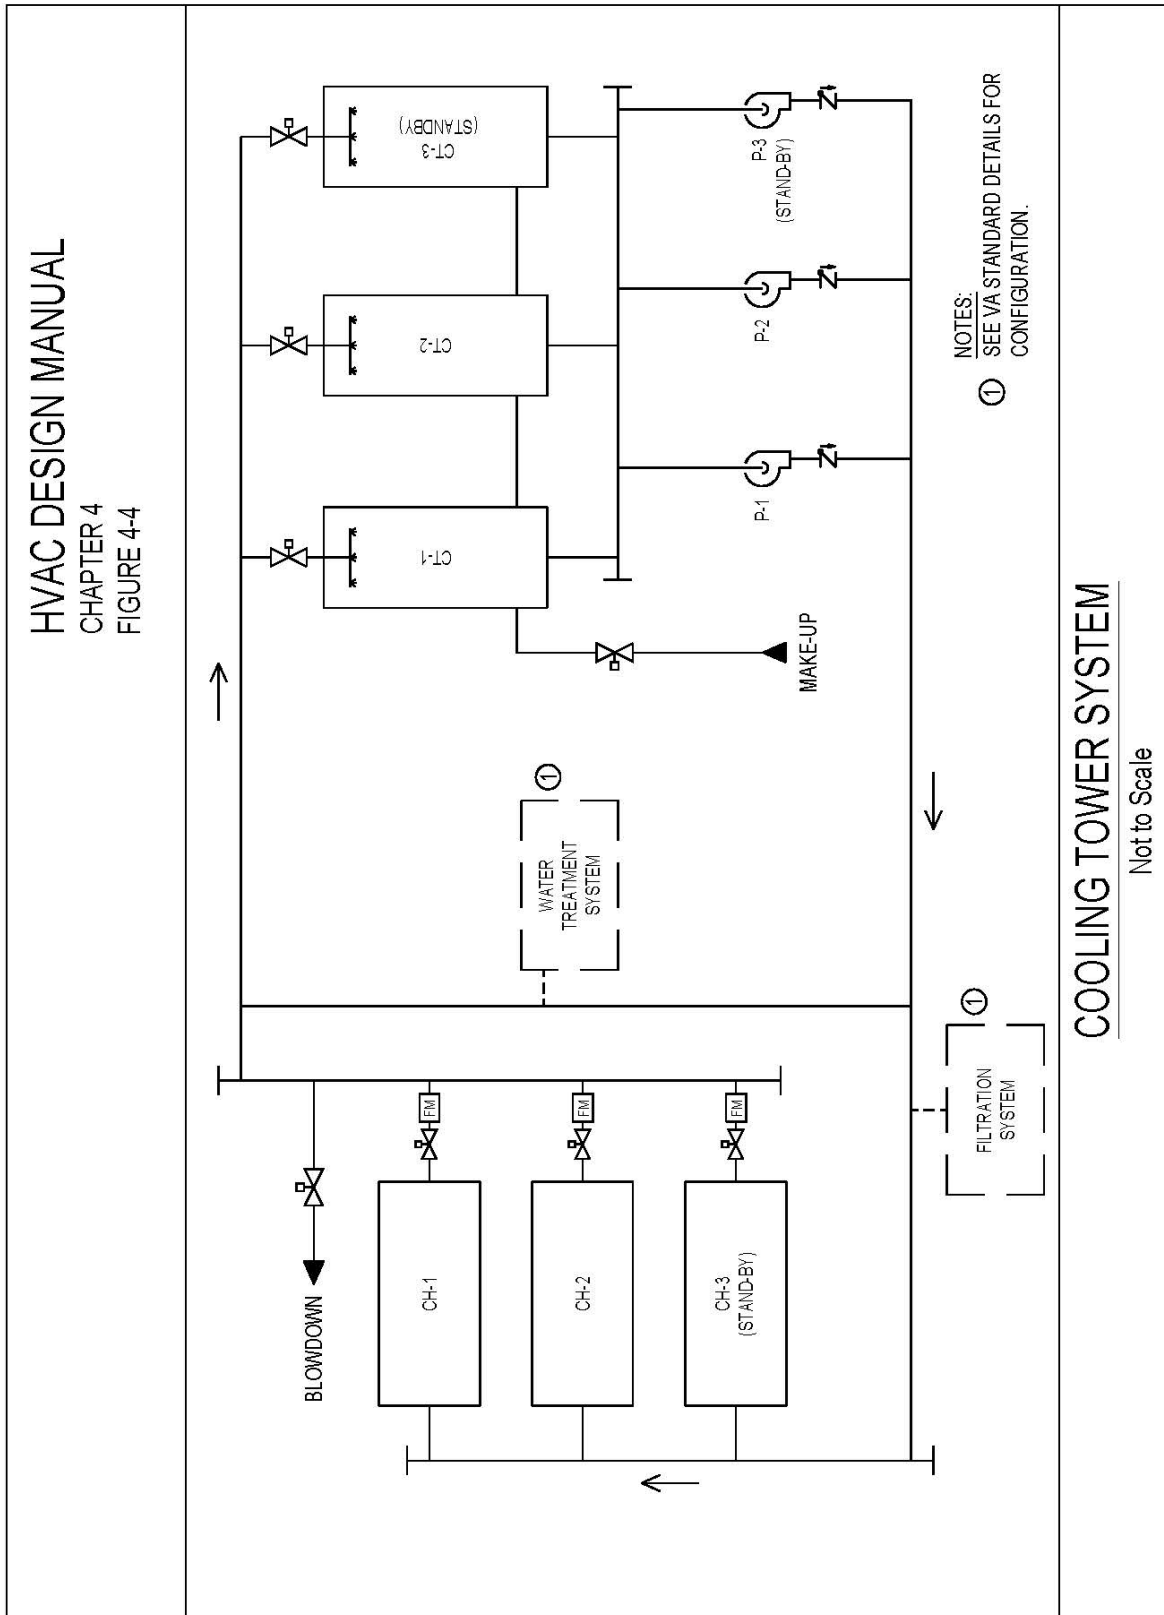 HVAC DESIGN MANUAL
CHAPTER 4
FIGURE 4-4
BLOWDOWN
CH-1
CH-2
CH-3
(STAND-BY)
FM
FM
FM
WATER
TREATMENT
SYSTEM
1
FILTRATION
SYSTEM
1
MAKE-UP
CT-1
CT-2
CT-3
(STANDBY)
P-1
P-2
P-3
(STAND-BY)
NOTES:
1 SEE VA STANDARD DETAILS FOR
CONFIGURATION.
COOLING TOWER SYSTEM
Not to Scale